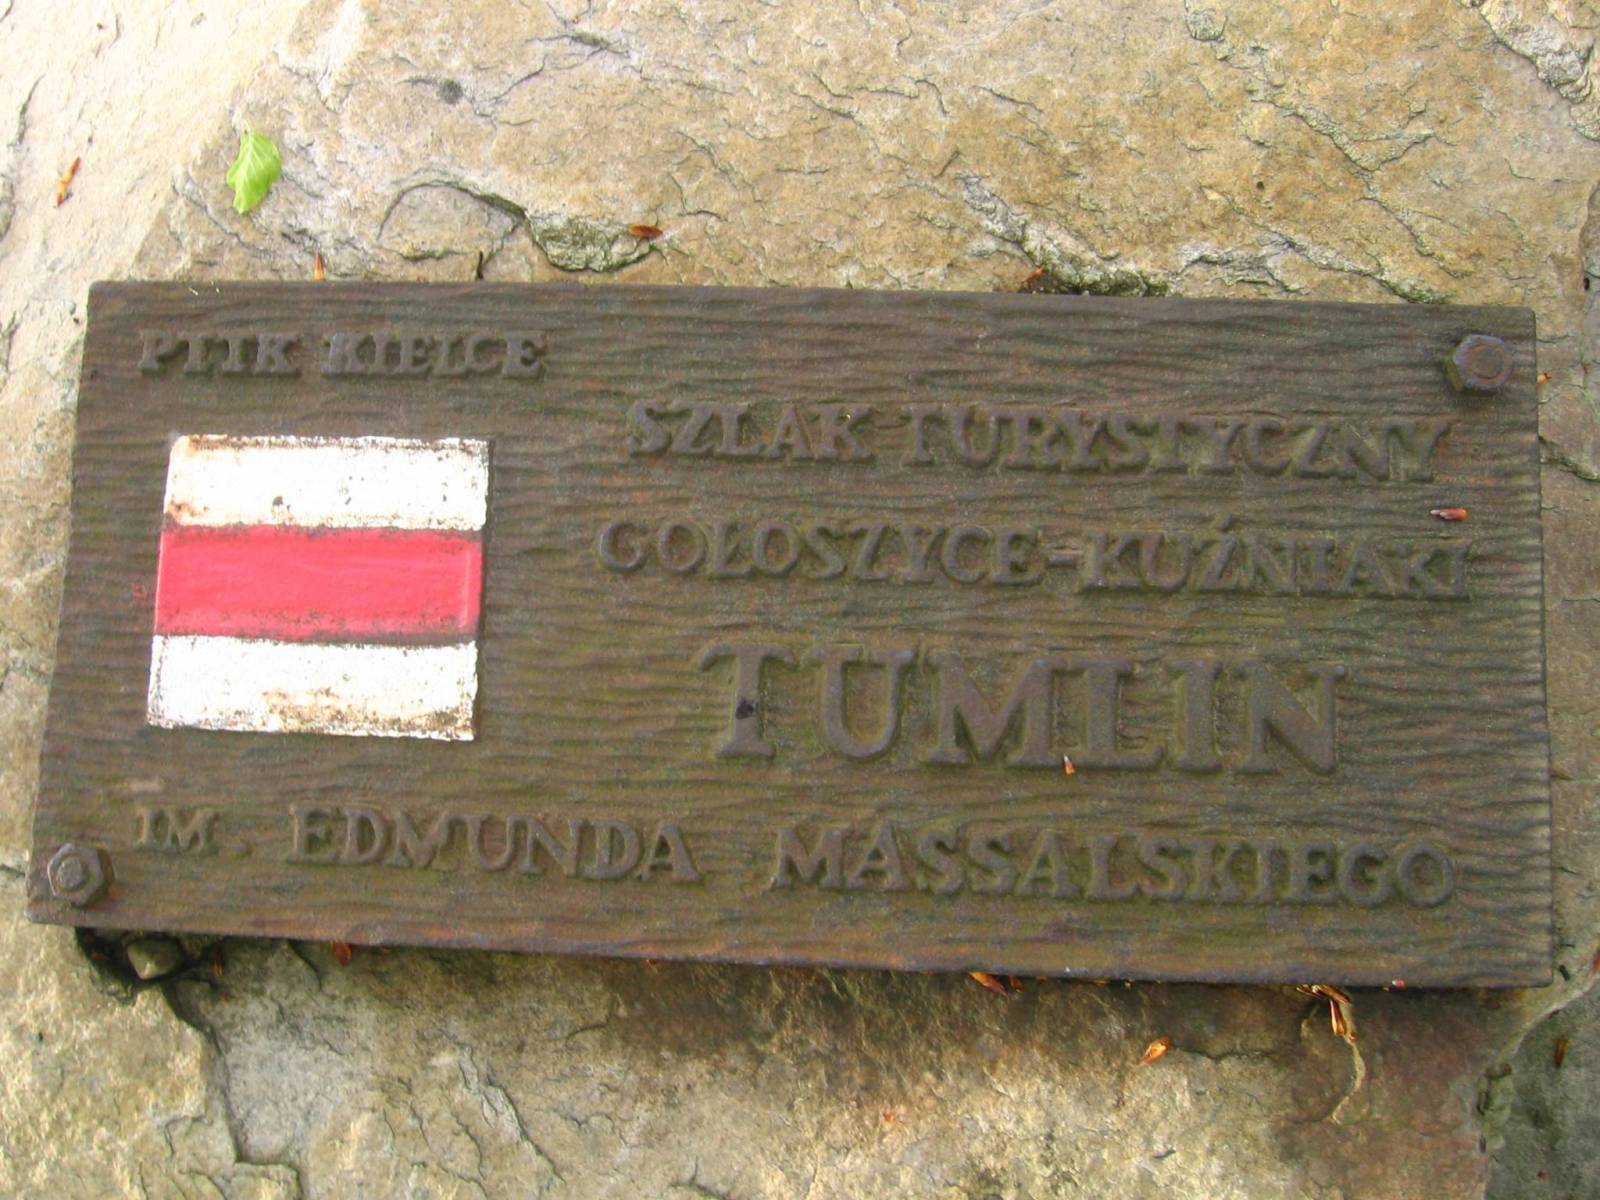 PTTK KIELCE
SZLAK TURYSTYCZNY
GOŁOSZYCE-KUŹNIAKI
TUMLIN
IM. EDMUNDA MASSALSKIEGO